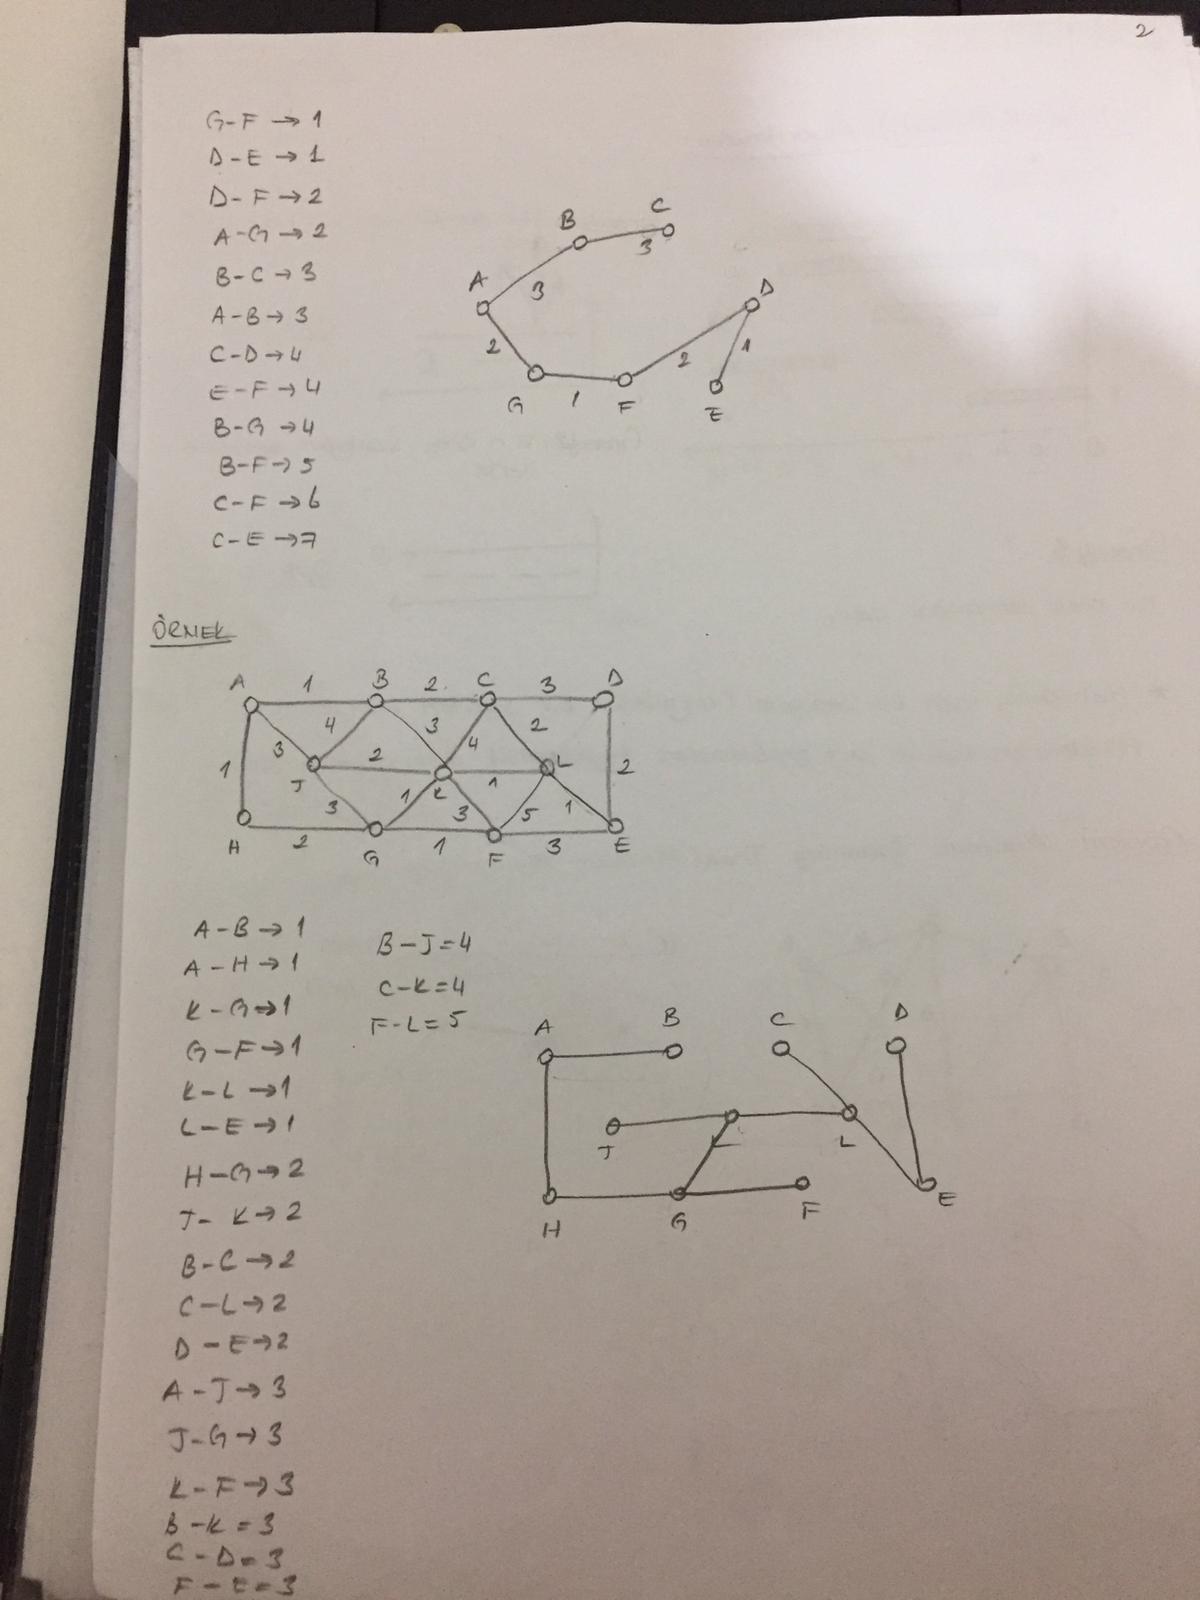 2
G-F → 1
D-E → 1
D-F → 2
A-G → 2
B-C → 3
A-B → 3
C-D → 4
E-F → 4
B-G → 4
B-F → 5
C-F → 6
C-E → 7
C
B
3
A
3
D
2
2
1
G
1
F
E
ÖRNEK
A 1 B 2 C 3 D
4 3 2
3 2 4 L
1 J K 1 2
3 1 3 5 1
H 2 G 1 F 3 E
A-B → 1
A-H → 1
K-G → 1
G-F → 1
K-L → 1
L-E → 1
H-G → 2
J-K → 2
B-C → 2
C-L → 2
D-E → 2
A-J → 3
J-G → 3
K-F → 3
B-K = 3
C-D = 3
F-E = 3
B-J = 4
C-K = 4
F-L = 5
A B C D
J L
H G F E